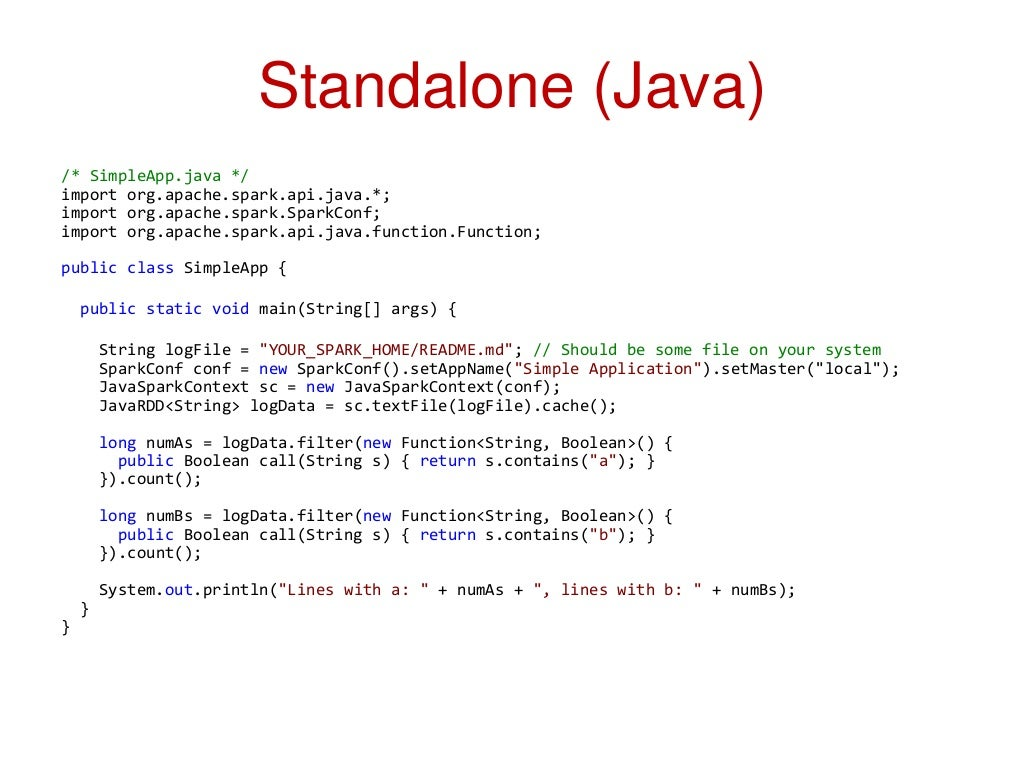 Standalone (Java)
/* SimpleApp.java */
import org.apache.spark.api.java.*;
import org.apache.spark.SparkConf;
import org.apache.spark.api.java.function.Function;
public class SimpleApp {
public static void main(String[] args) {
String logFile = "YOUR_SPARK_HOME/README.md"; // Should be some file on your system
SparkConf conf = new SparkConf().setAppName("Simple Application").setMaster("local");
JavaSparkContext sc = new JavaSparkContext(conf);
JavaRDD<String> logData = sc.textFile(logFile).cache();
long numAs = logData.filter(new Function<String, Boolean>() {
public Boolean call(String s) { return s.contains("a"); }
}).count();
long numBs = logData.filter(new Function<String, Boolean>() {
public Boolean call(String s) { return s.contains("b"); }
}).count();
System.out.println("Lines with a: " + numAs + ", lines with b: " + numBs);
}
}